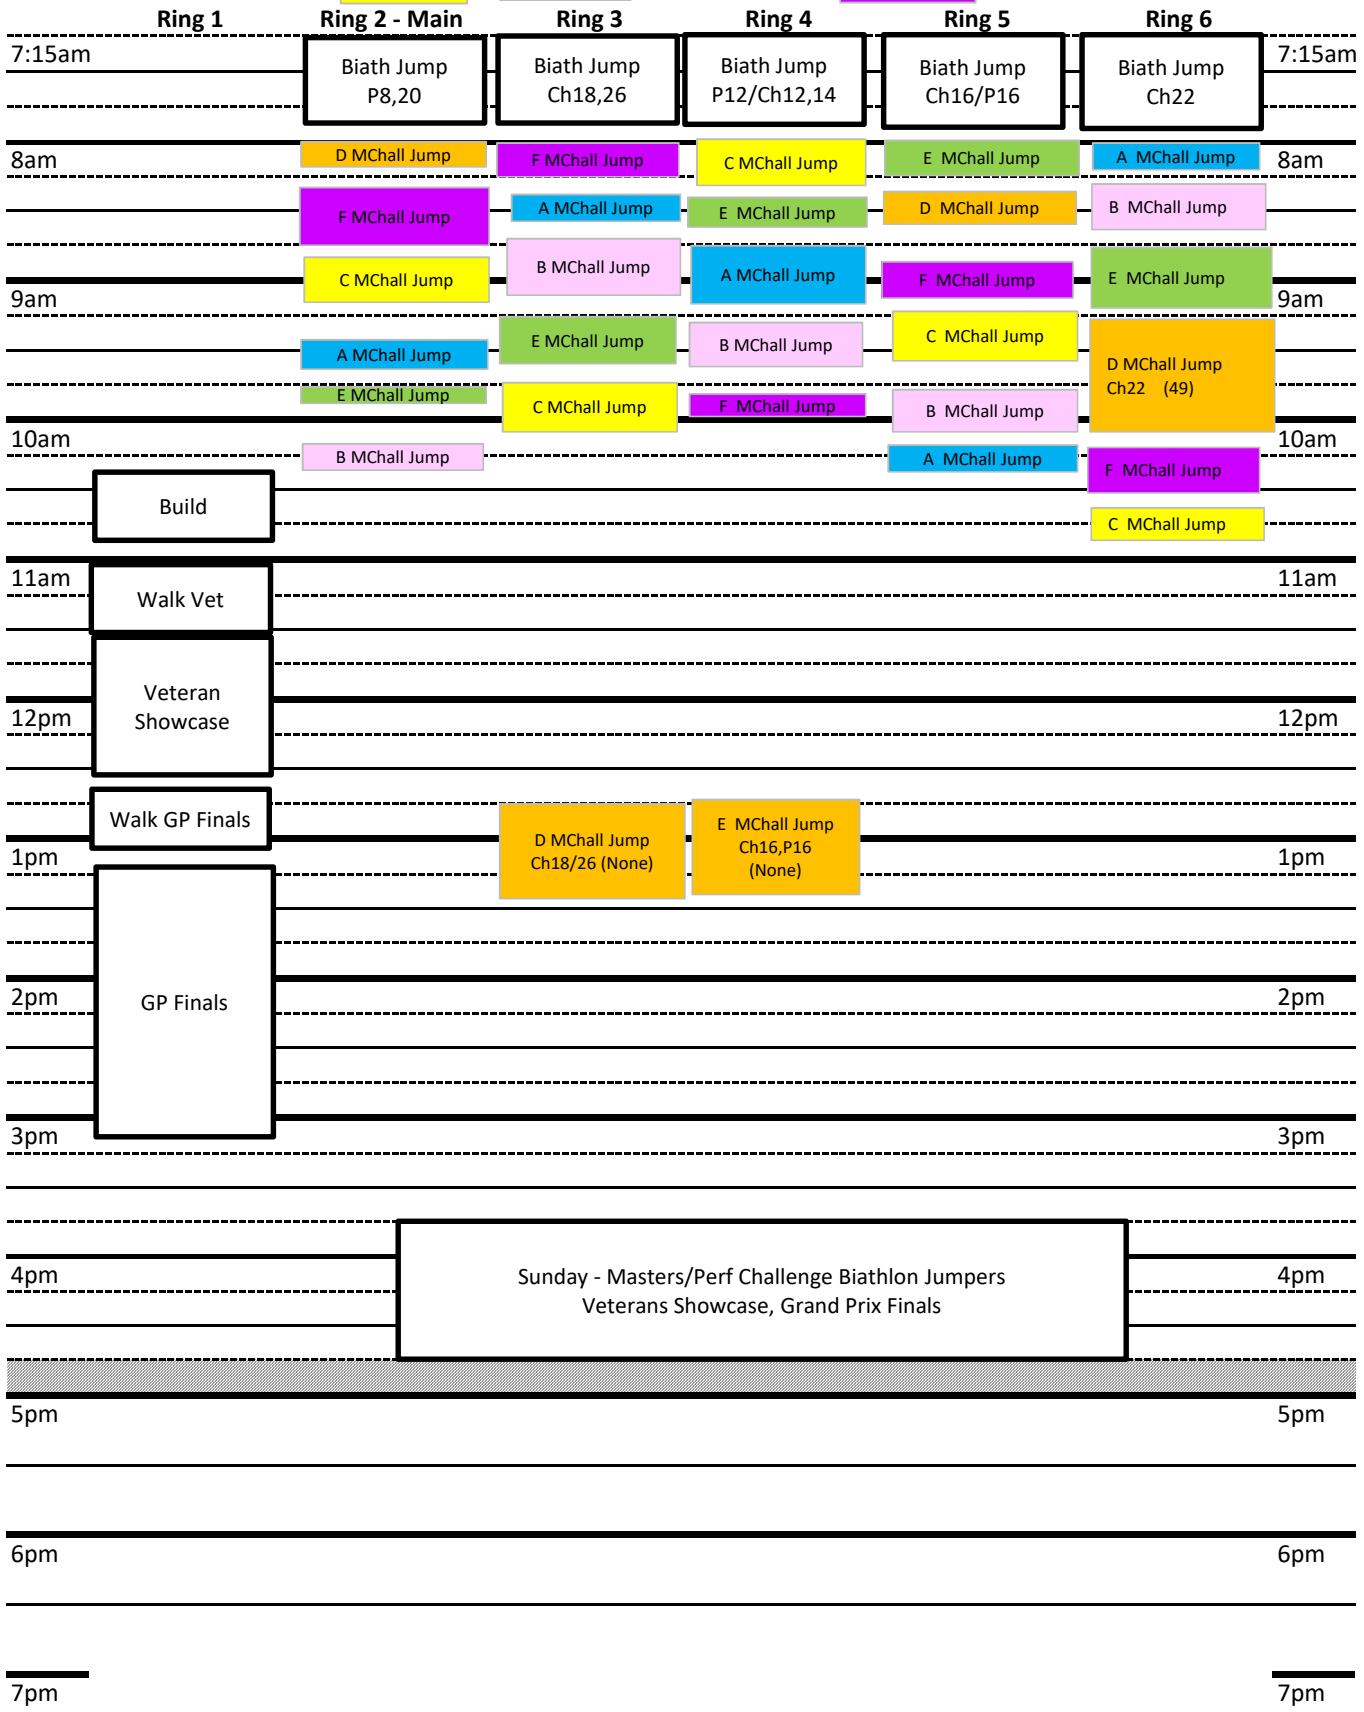 Ring 1 Ring 2 - Main Ring 3 Ring 4 Ring 5 Ring 6
7:15am 7:15am
Biath Jump Biath Jump Biath Jump Biath Jump Biath Jump
P8,20 Ch18,26 P12/Ch12,14 Ch16/P16 Ch22
8am D MChall Jump F MChall Jump C MChall Jump E MChall Jump A MChall Jump 8am
F MChall Jump A MChall Jump E MChall Jump D MChall Jump B MChall Jump
C MChall Jump B MChall Jump A MChall Jump F MChall Jump E MChall Jump
9am 9am
A MChall Jump E MChall Jump B MChall Jump C MChall Jump D MChall Jump
Ch22 (49)
E MChall Jump C MChall Jump F MChall Jump B MChall Jump
10am 10am
B MChall Jump A MChall Jump F MChall Jump
Build C MChall Jump
11am 11am
Walk Vet
Veteran
Showcase
12pm 12pm
Walk GP Finals
D MChall Jump
Ch18/26 (None)
E MChall Jump
Ch16,P16
(None)
1pm 1pm
GP Finals
2pm 2pm
3pm 3pm
Sunday - Masters/Perf Challenge Biathlon Jumpers
Veterans Showcase, Grand Prix Finals
4pm 4pm
5pm 5pm
6pm 6pm
7pm 7pm